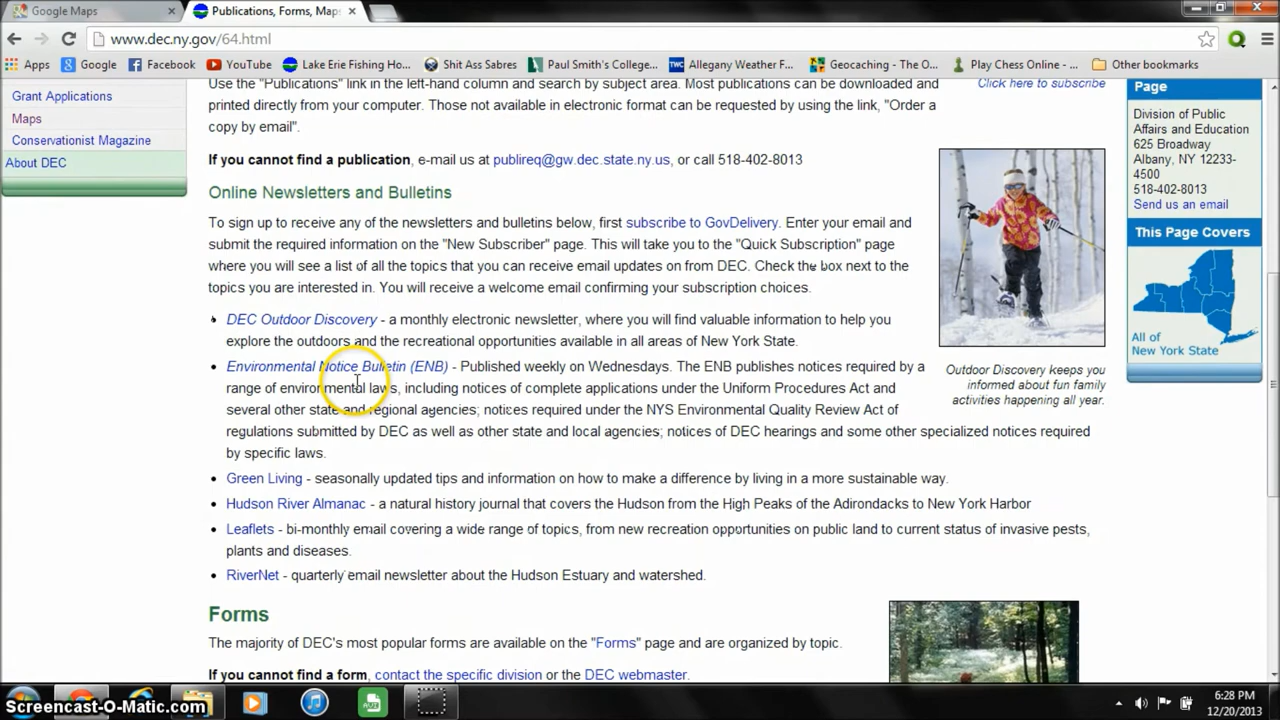 Google Maps
Publications, Forms, Map
www.dec.ny.gov/64.html
Apps Google Facebook YouTube Lake Erie Fishing Ho... Shit Ass Sabres Paul Smith's College... Allegany Weather F... Geocaching - The O... Play Chess Online - ... Other bookmarks
Grant Applications
Maps
Conservationist Magazine
About DEC
Use the "Publications" link in the left-hand column and search by subject area. Most publications can be downloaded and
printed directly from your computer. Those not available in electronic format can be requested by using the link, "Order a
copy by email".
If you cannot find a publication, e-mail us at publireq@gw.dec.state.ny.us, or call 518-402-8013
Online Newsletters and Bulletins
To sign up to receive any of the newsletters and bulletins below, first subscribe to GovDelivery. Enter your email and
submit the required information on the "New Subscriber" page. This will take you to the "Quick Subscription" page
where you will see a list of all the topics that you can receive email updates on from DEC. Check the box next to the
topics you are interested in. You will receive a welcome email confirming your subscription choices.
DEC Outdoor Discovery - a monthly electronic newsletter, where you will find valuable information to help you
explore the outdoors and the recreational opportunities available in all areas of New York State.
Environmental Notice Bulletin (ENB) - Published weekly on Wednesdays. The ENB publishes notices required by a
range of environmental laws, including notices of complete applications under the Uniform Procedures Act and
several other state and regional agencies; notices required under the NYS Environmental Quality Review Act of
regulations submitted by DEC as well as other state and local agencies; notices of DEC hearings and some other specialized notices required
by specific laws.
Green Living - seasonally updated tips and information on how to make a difference by living in a more sustainable way.
Hudson River Almanac - a natural history journal that covers the Hudson from the High Peaks of the Adirondacks to New York Harbor
Leaflets - bi-monthly email covering a wide range of topics, from new recreation opportunities on public land to current status of invasive pests,
plants and diseases.
RiverNet - quarterly email newsletter about the Hudson Estuary and watershed.
Forms
The majority of DEC's most popular forms are available on the "Forms" page and are organized by topic.
If you cannot find a form, contact the specific division or the DEC webmaster.
Click here to subscribe
Outdoor Discovery keeps you
informed about fun family
activities happening all year.
Page
Division of Public
Affairs and Education
625 Broadway
Albany, NY 12233-
4500
518-402-8013
Send us an email
This Page Covers
All of
New York State
Screencast-O-Matic.com
6:28 PM
12/20/2013